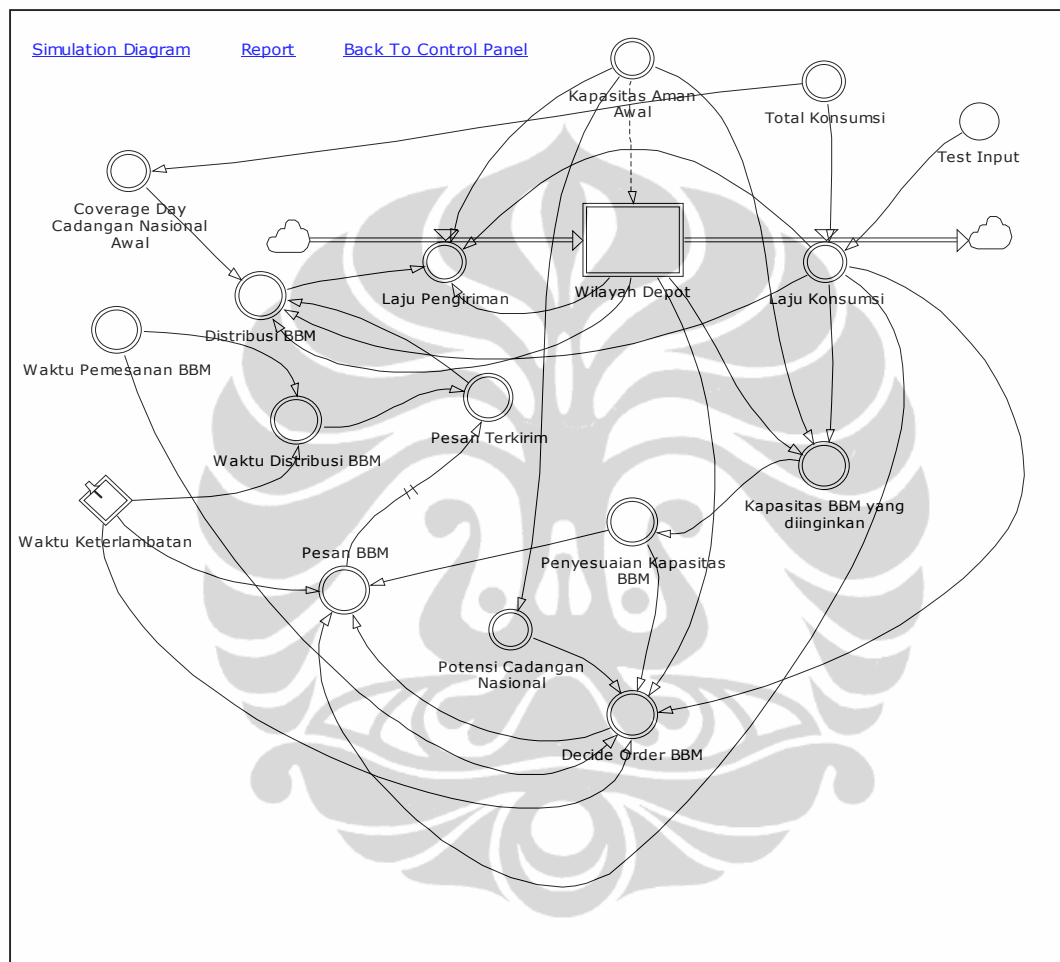 Simulation Diagram
Report
Back To Control Panel
Kapasitas Aman
Awal
Total Konsumsi
Test Input
Coverage Day
Cadangan Nasional
Awal
Laju Pengiriman
Wilayah Depot
Laju Konsumsi
Distribusi BBM
Waktu Pemesanan BBM
Pesan Terkirim
Waktu Distribusi BBM
Kapasitas BBM yang
diinginkan
Waktu Keterlambatan
Pesan BBM
Penyesuaian Kapasitas
BBM
Potensi Cadangan
Nasional
Decide Order BBM